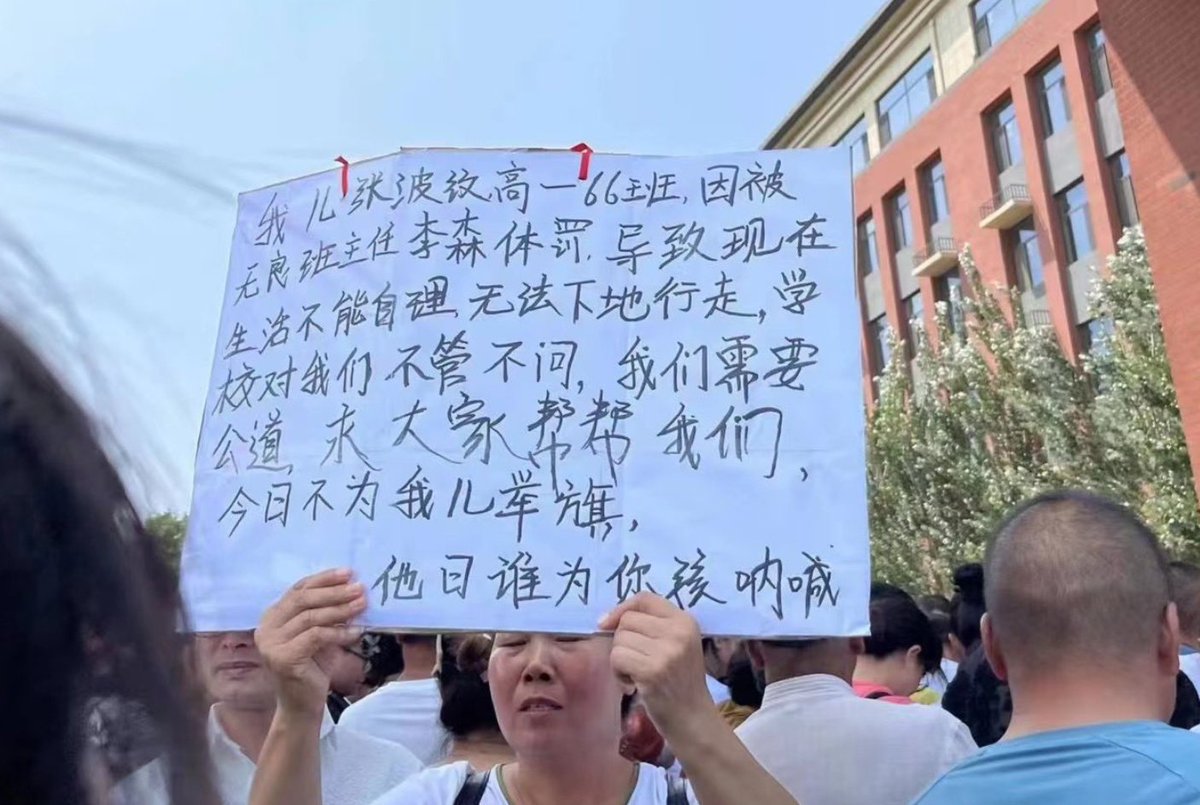 我儿张波纹高一66班,因被
无良班主任李森体罚,导致现在
生活不能自理,无法下地行走,学
校对我们不管不问,我们需要
公道,求大家帮帮我们,
今日不为我儿举旗,
他日谁为你孩呐喊